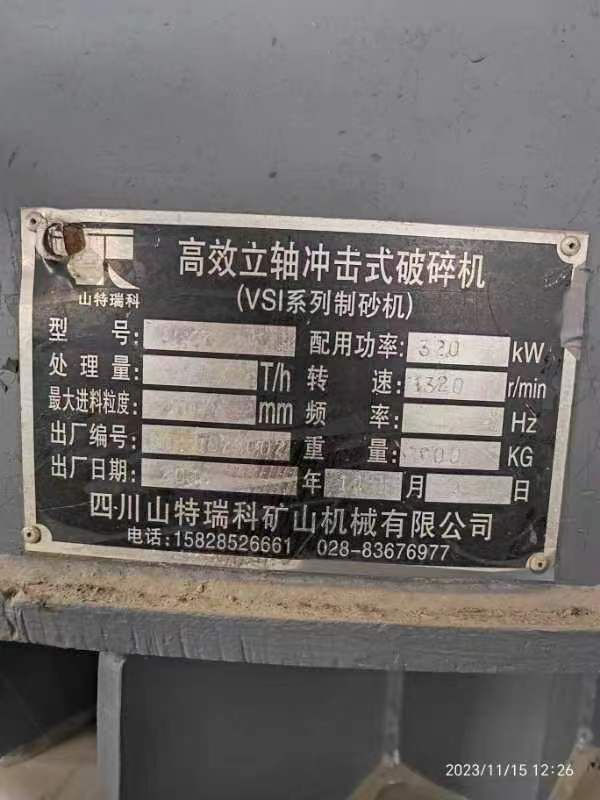 山特瑞科
高效立轴冲击式破碎机
(VSI系列制砂机)
型 号: 配用功率: 320 kW
处理量: T/h 转 速: 1320 r/min
最大进料粒度: mm 频 率: Hz
出厂编号: 重 量: KG
出厂日期: 年 月 日
四川山特瑞科矿山机械有限公司
电话:15828526661 / 028-83676977
2023/11/15 12:26